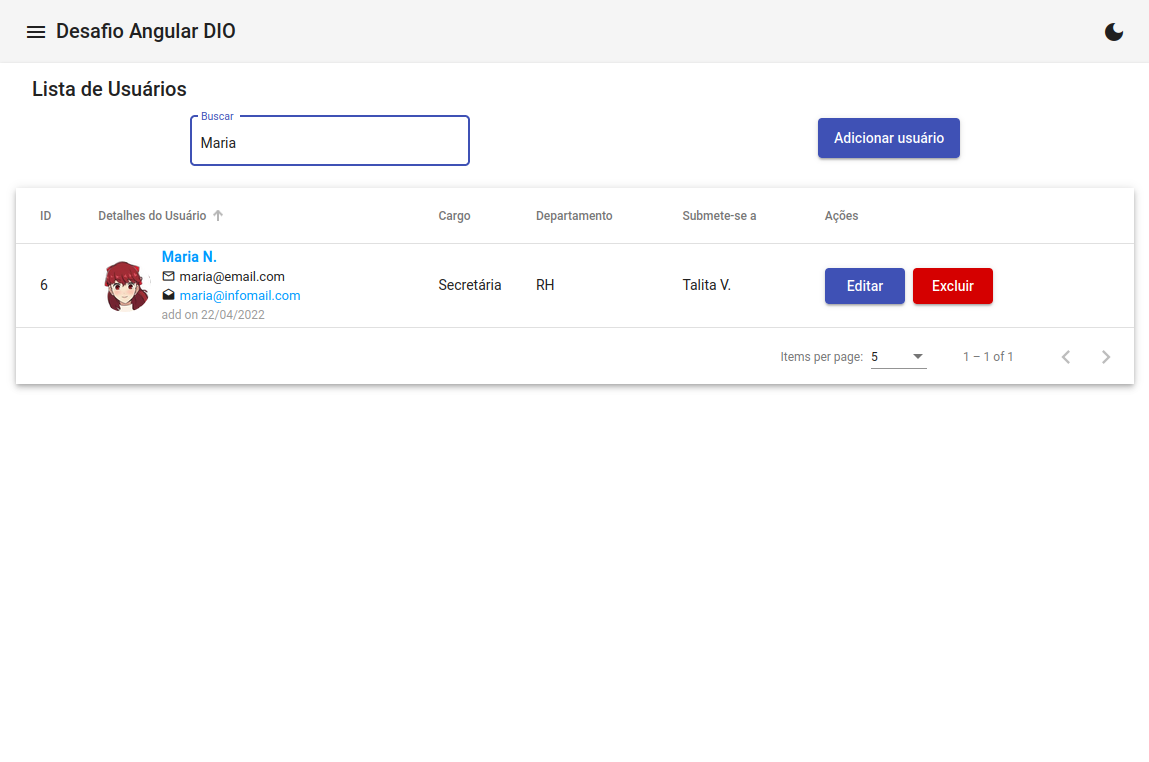 Desafio Angular DIO
Lista de Usuários
Buscar
Maria
Adicionar usuário
ID Detalhes do Usuário Cargo Departamento Submete-se a Ações
Maria N.
maria@email.com
6 Secretária RH Talita V. Editar Excluir
maria@infomail.com
add on 22/04/2022
Items per page: 5 1 – 1 of 1